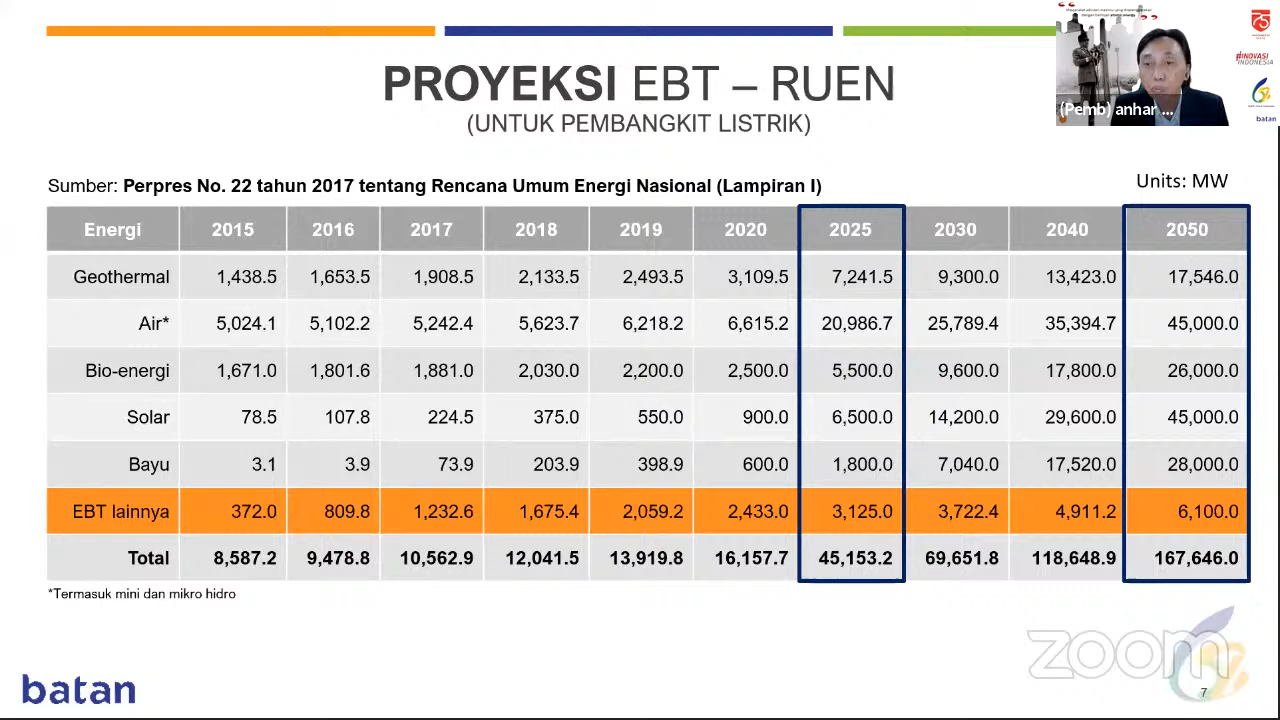 PROYEKSI EBT – RUEN
(UNTUK PEMBANGKIT LISTRIK)
(Pemb) anhar ...
75
#INOVASI
INDONESIA
batan
Sumber: Perpres No. 22 tahun 2017 tentang Rencana Umum Energi Nasional (Lampiran I)
Units: MW
Energi 2015 2016 2017 2018 2019 2020 2025 2030 2040 2050
Geothermal 1,438.5 1,653.5 1,908.5 2,133.5 2,493.5 3,109.5 7,241.5 9,300.0 13,423.0 17,546.0
Air* 5,024.1 5,102.2 5,242.4 5,623.7 6,218.2 6,615.2 20,986.7 25,789.4 35,394.7 45,000.0
Bio-energi 1,671.0 1,801.6 1,881.0 2,030.0 2,200.0 2,500.0 5,500.0 9,600.0 17,800.0 26,000.0
Solar 78.5 107.8 224.5 375.0 550.0 900.0 6,500.0 14,200.0 29,600.0 45,000.0
Bayu 3.1 3.9 73.9 203.9 398.9 600.0 1,800.0 7,040.0 17,520.0 28,000.0
EBT lainnya 372.0 809.8 1,232.6 1,675.4 2,059.2 2,433.0 3,125.0 3,722.4 4,911.2 6,100.0
Total 8,587.2 9,478.8 10,562.9 12,041.5 13,919.8 16,157.7 45,153.2 69,651.8 118,648.9 167,646.0
*Termasuk mini dan mikro hidro
zoom
batan
7